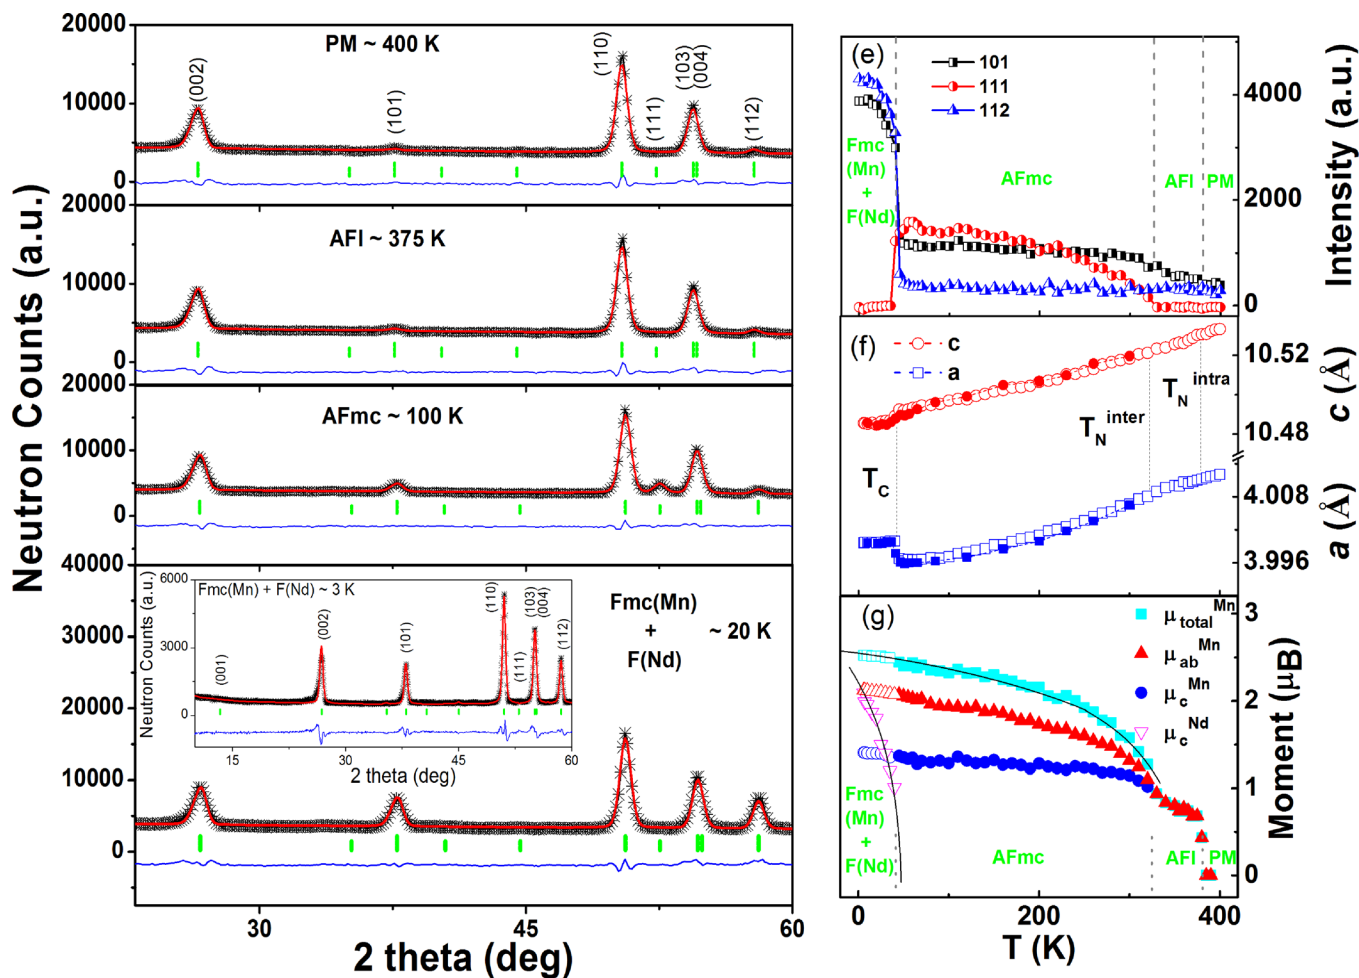 Neutron Counts (a.u.)
20000
10000
0
PM ~ 400 K
(002)
(101)
(110)
(111)
(103)
(004)
(112)
20000
10000
0
AFI ~ 375 K
20000
10000
0
AFmc ~ 100 K
40000
30000
20000
10000
0
Fmc(Mn)
+
F(Nd)
~ 20 K
Fmc(Mn) + F(Nd) ~ 3 K
Neutron Counts (a.u.)
6000
3000
0
(001)
(002)
(101)
(110)
(111)
(103)
(004)
(112)
15 30 45 60
2 theta (deg)
30 45 60
2 theta (deg)
(e)
101
111
112
Fmc
(Mn)
+
F(Nd)
AFmc
AFI
PM
4000
2000
0
Intensity (a.u.)
(f)
c
a
T_C
T_N^inter
T_N^intra
10.52
10.48
c (Å)
4.008
3.996
a (Å)
(g)
μ_total^Mn
μ_ab^Mn
μ_c^Mn
μ_c^Nd
Fmc
(Mn)
+
F(Nd)
AFmc
AFI
PM
3
2
1
0
Moment (μB)
0 200 400
T (K)